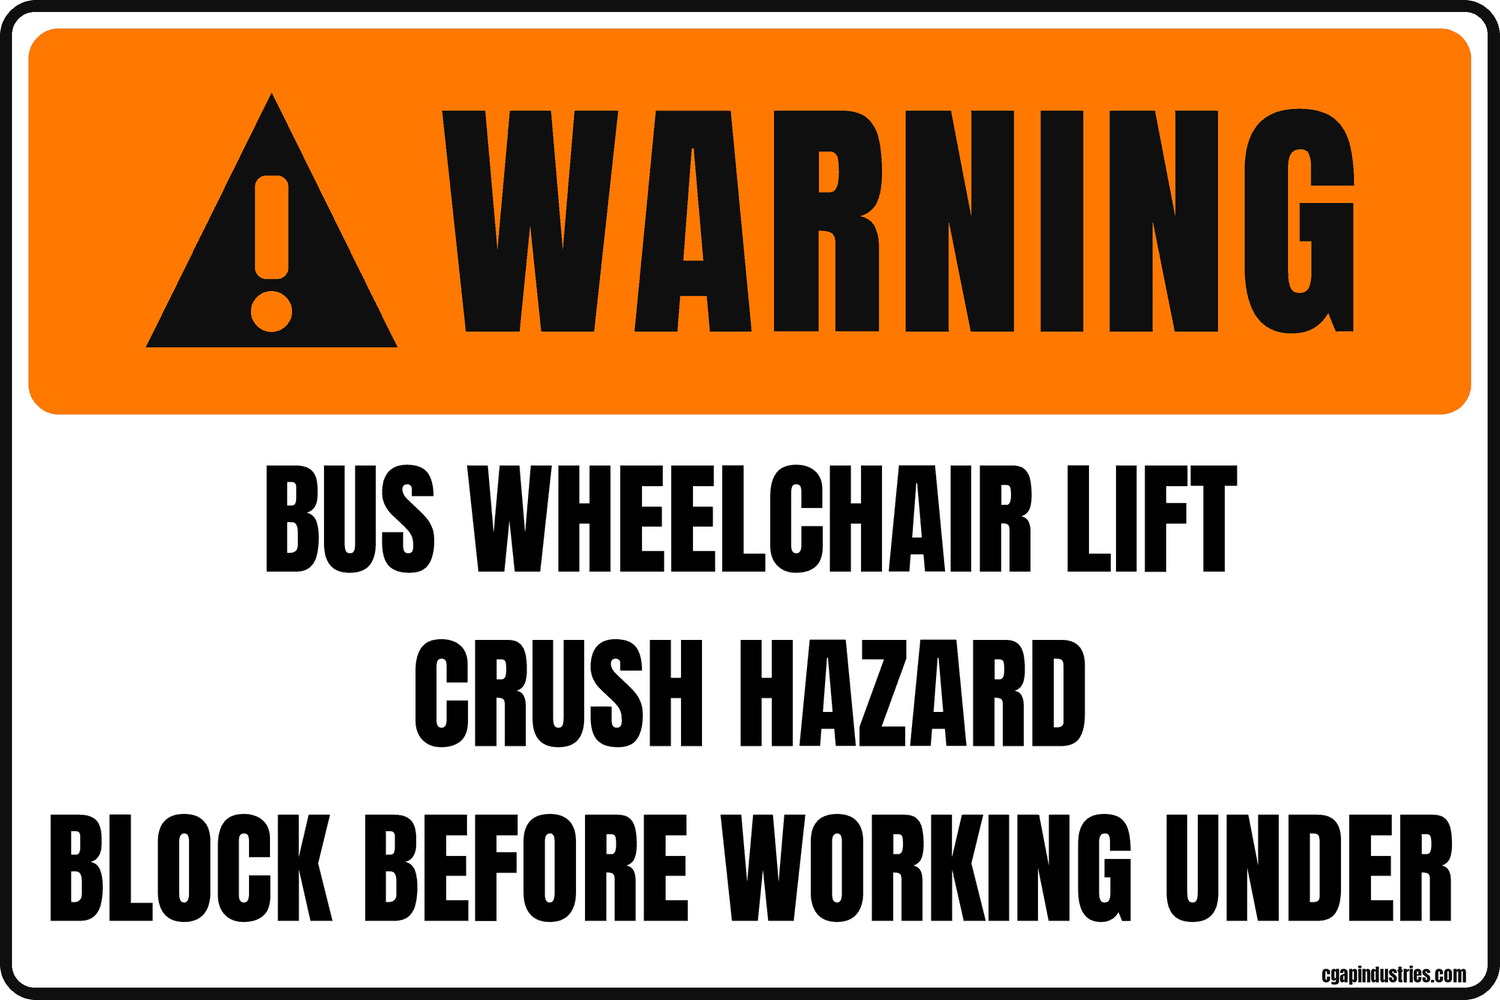 WARNING
BUS WHEELCHAIR LIFT
CRUSH HAZARD
BLOCK BEFORE WORKING UNDER
cgapindustries.com